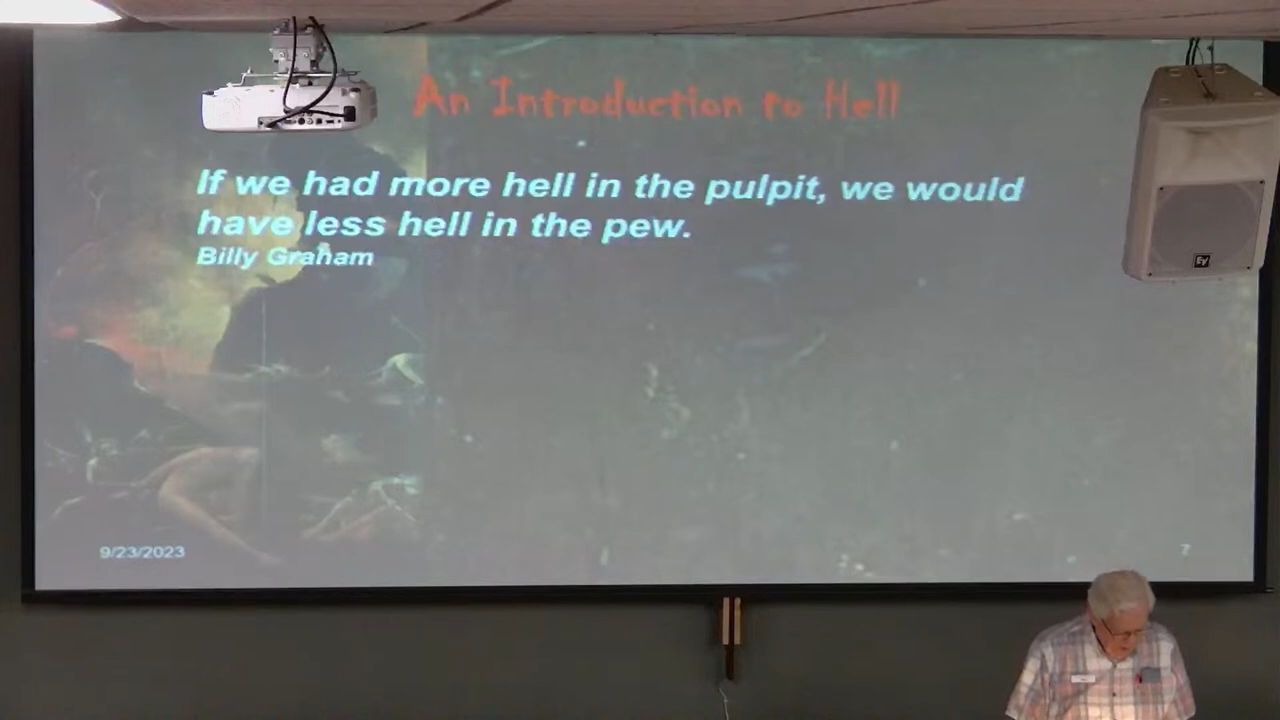 An Introduction to Hell
If we had more hell in the pulpit, we would
have less hell in the pew.
Billy Graham
9/23/2023
7
EV